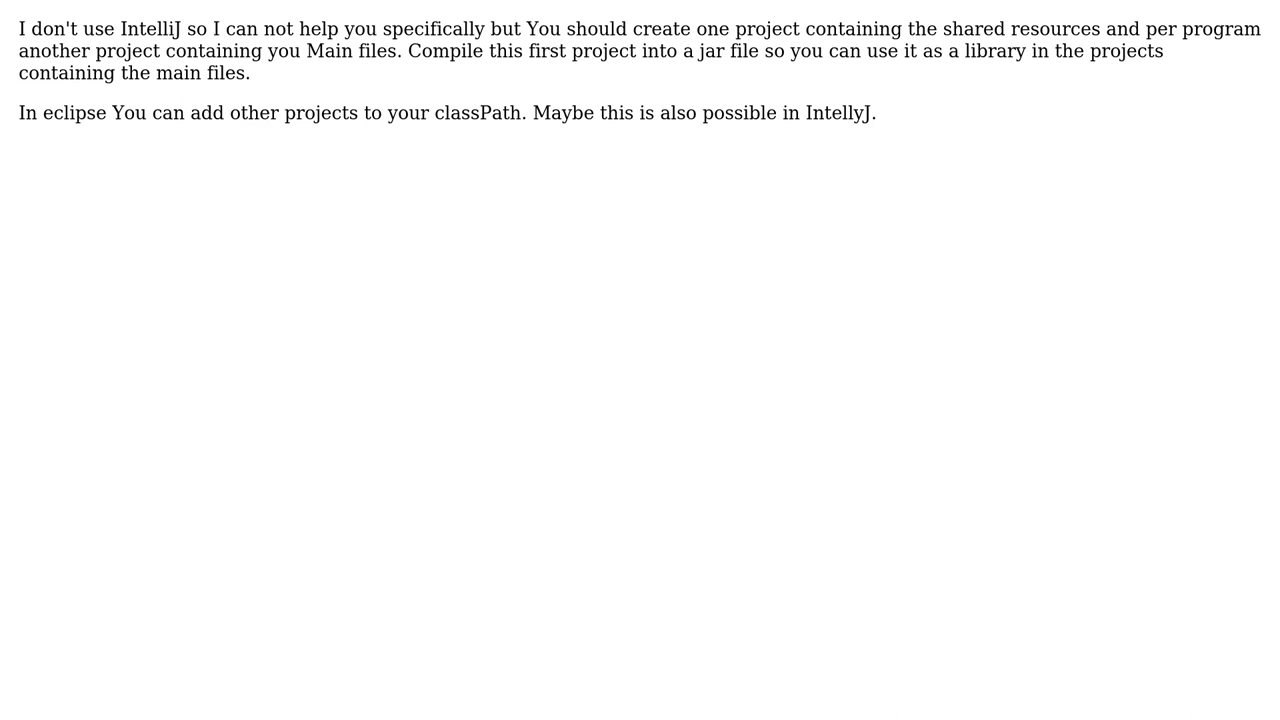 I don't use IntelliJ so I can not help you specifically but You should create one project containing the shared resources and per program
another project containing you Main files. Compile this first project into a jar file so you can use it as a library in the projects
containing the main files.
In eclipse You can add other projects to your classPath. Maybe this is also possible in IntellyJ.